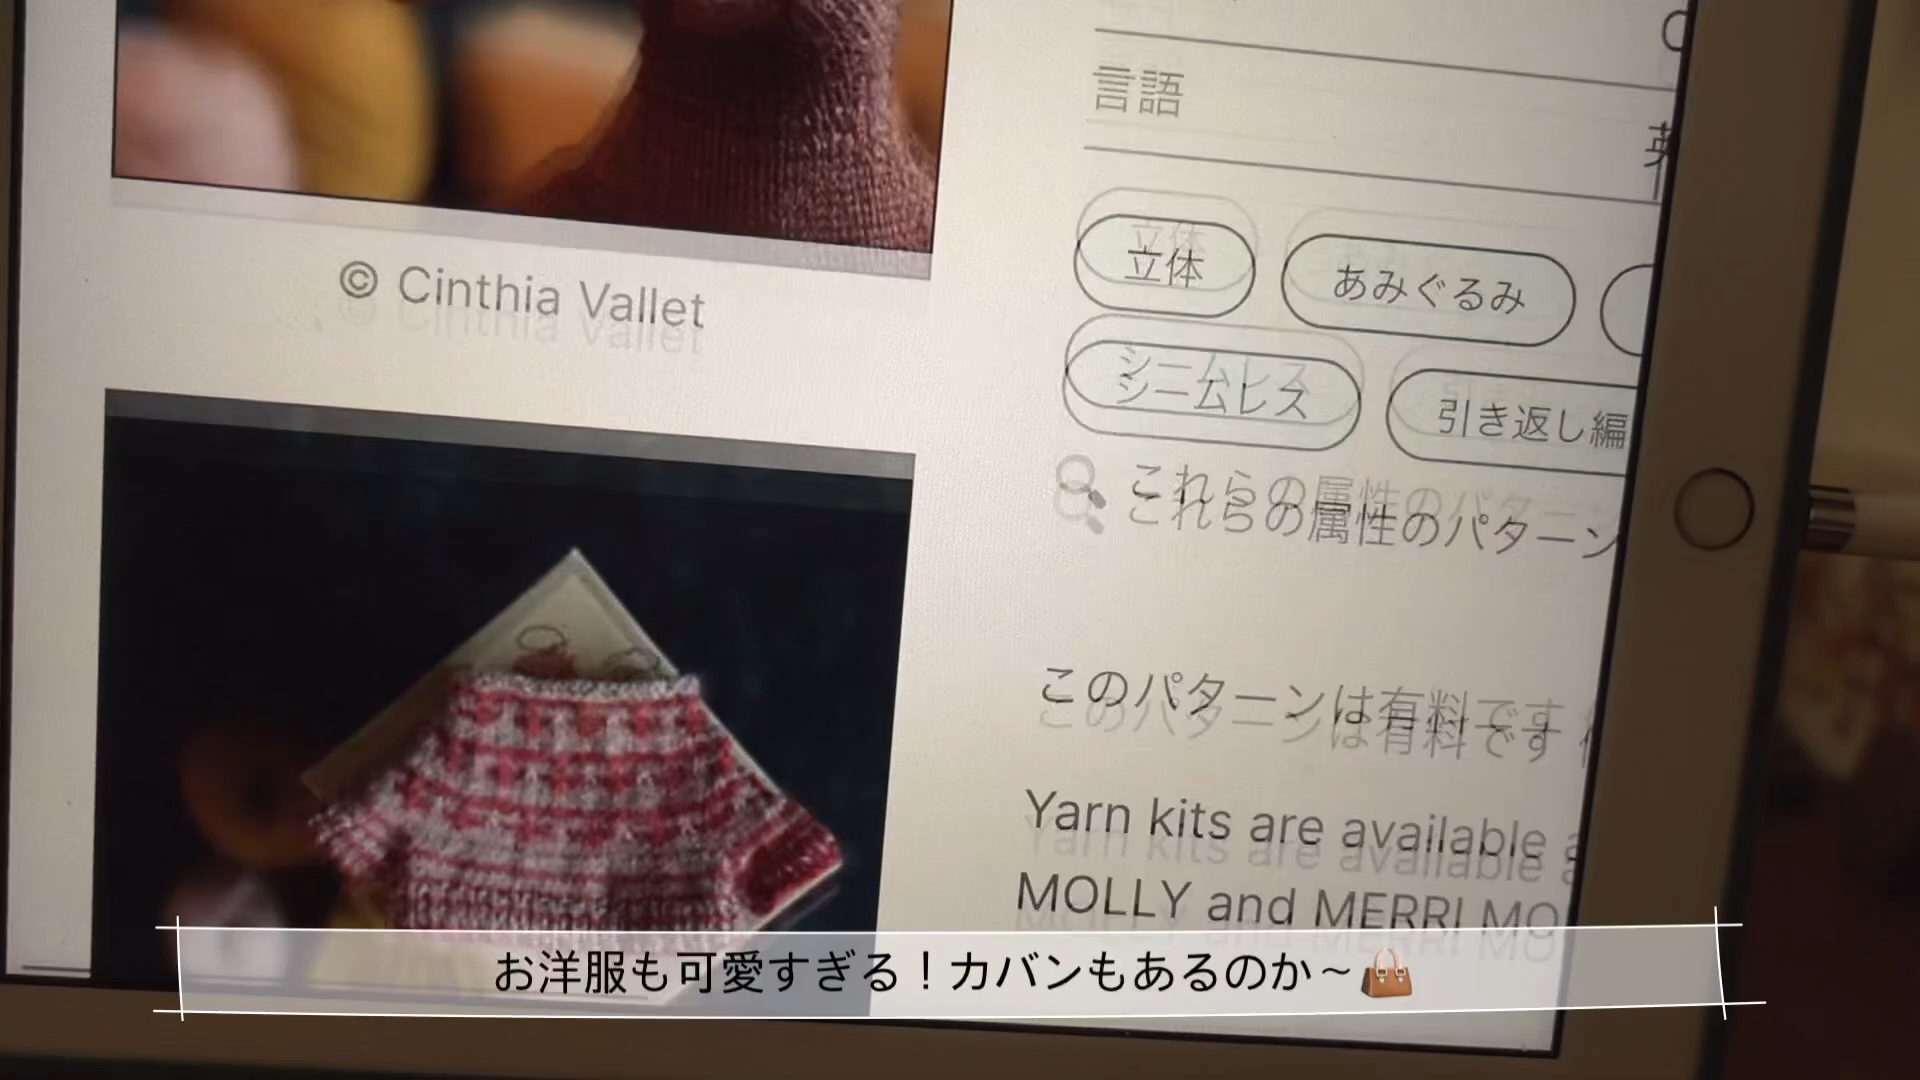 © Cinthia Vallet
言語
英
立体
あみぐるみ
シームレス
引き返し編
これらの属性のパターン
このパターンは有料です
Yarn kits are available
MOLLY and MERRI MO
お洋服も可愛すぎる！カバンもあるのか～👜